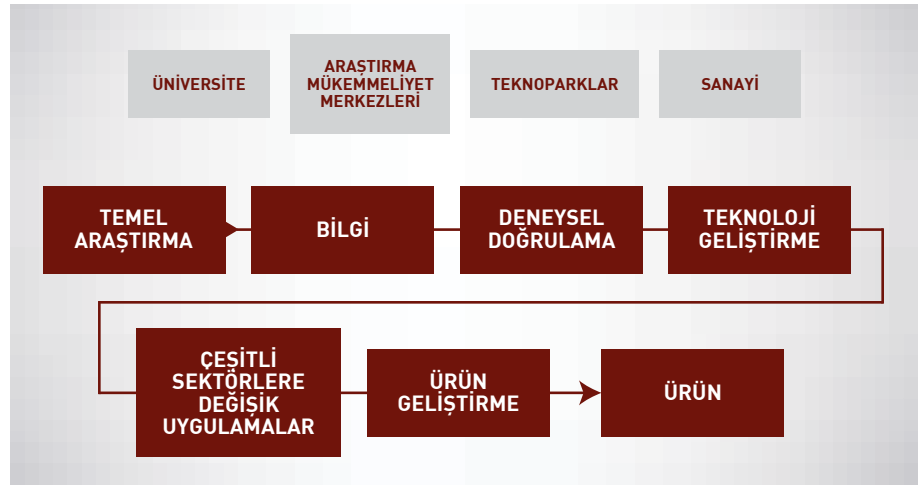 ÜNİVERSİTE
ARAŞTIRMA
MÜKEMMELİYET
MERKEZLERİ
TEKNOPARKLAR
SANAYİ
TEMEL
ARAŞTIRMA
BİLGİ
DENEYSEL
DOĞRULAMA
TEKNOLOJİ
GELİŞTİRME
ÇEŞİTLİ
SEKTÖRLERE
DEĞİŞİK
UYGULAMALAR
ÜRÜN
GELİŞTİRME
ÜRÜN